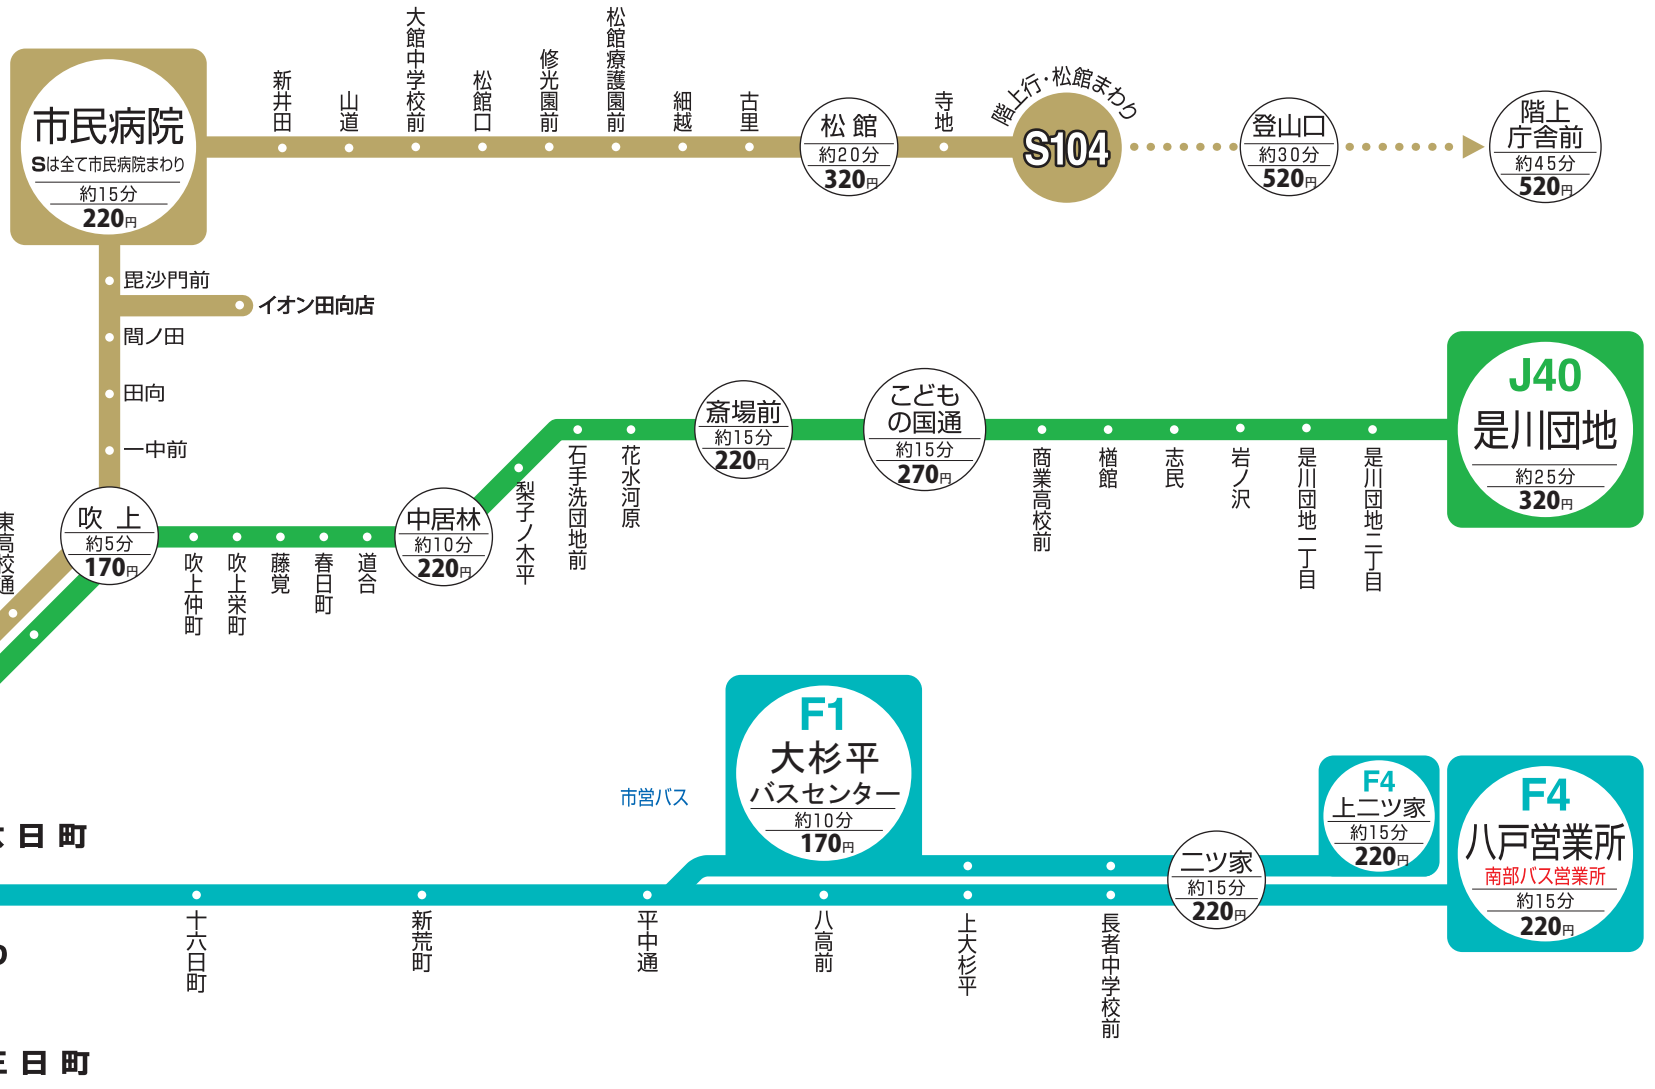 市民病院
Sは全て市民病院まわり
約15分
220円
新井田
山道
大館中学校前
松館口
修光園前
松館療護園前
細越
古里
松館
約20分
320円
寺地
階上行・松館まわり
S104
登山口
約30分
520円
階上
庁舎前
約45分
520円
毘沙門前
イオン田向店
間ノ田
田向
一中前
東高校通
吹上
約5分
170円
吹上仲町
吹上栄町
藤覚
春日町
道合
中居林
約10分
220円
梨子ノ木平
石手洗団地前
花水河原
斎場前
約15分
220円
こども
の国通
約15分
270円
商業高校前
楢館
志民
岩ノ沢
是川団地一丁目
是川団地二丁目
J40
是川団地
約25分
320円
市営バス
F1
大杉平
バスセンター
約10分
170円
二ツ家
約15分
220円
F4
上二ツ家
約15分
220円
F4
八戸営業所
南部バス営業所
約15分
220円
日町
十六日町
新荒町
平中通
八高前
上大杉平
長者中学校前
日町